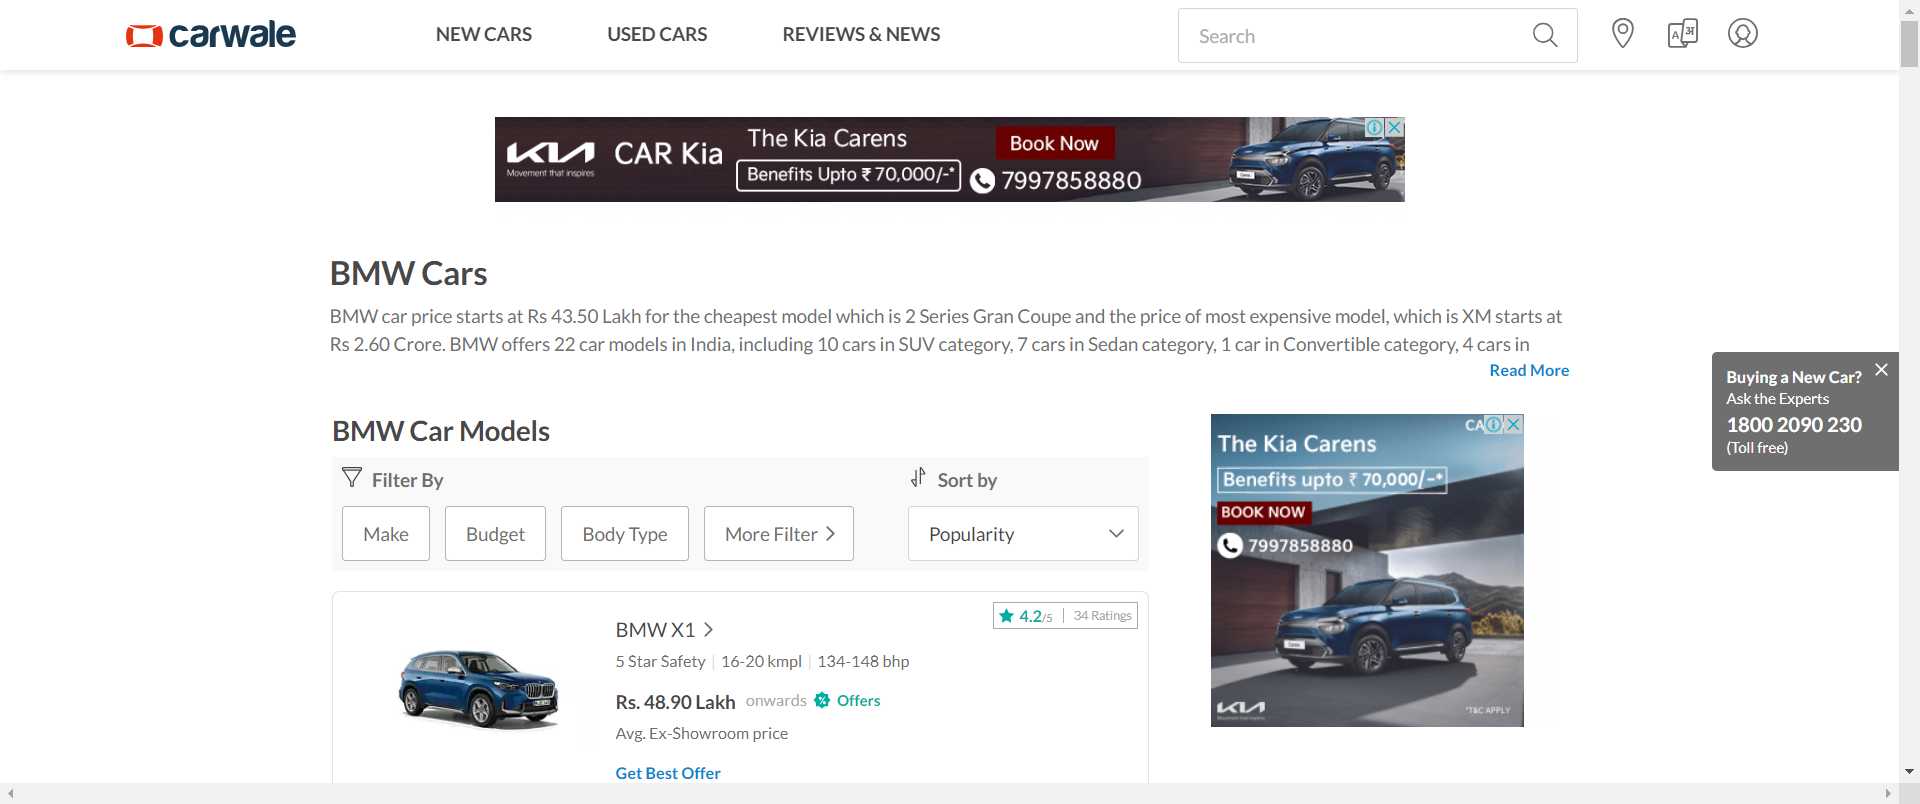 carwale
NEW CARS
USED CARS
REVIEWS & NEWS
Search
A अ
KIA
Movement that inspires
CAR Kia
The Kia Carens
Benefits Upto ₹ 70,000/-*
Book Now
7997858880
BMW Cars
BMW car price starts at Rs 43.50 Lakh for the cheapest model which is 2 Series Gran Coupe and the price of most expensive model, which is XM starts at
Rs 2.60 Crore. BMW offers 22 car models in India, including 10 cars in SUV category, 7 cars in Sedan category, 1 car in Convertible category, 4 cars in
Read More
Buying a New Car?
Ask the Experts
1800 2090 230
(Toll free)
BMW Car Models
Filter By
Sort by
Make
Budget
Body Type
More Filter
Popularity
BMW X1
4.2/5
34 Ratings
5 Star Safety
16-20 kmpl
134-148 bhp
Rs. 48.90 Lakh onwards
Offers
Avg. Ex-Showroom price
Get Best Offer
CA
The Kia Carens
Benefits upto ₹ 70,000/-*
BOOK NOW
7997858880
KIA
Movement that inspires
*T&C APPLY